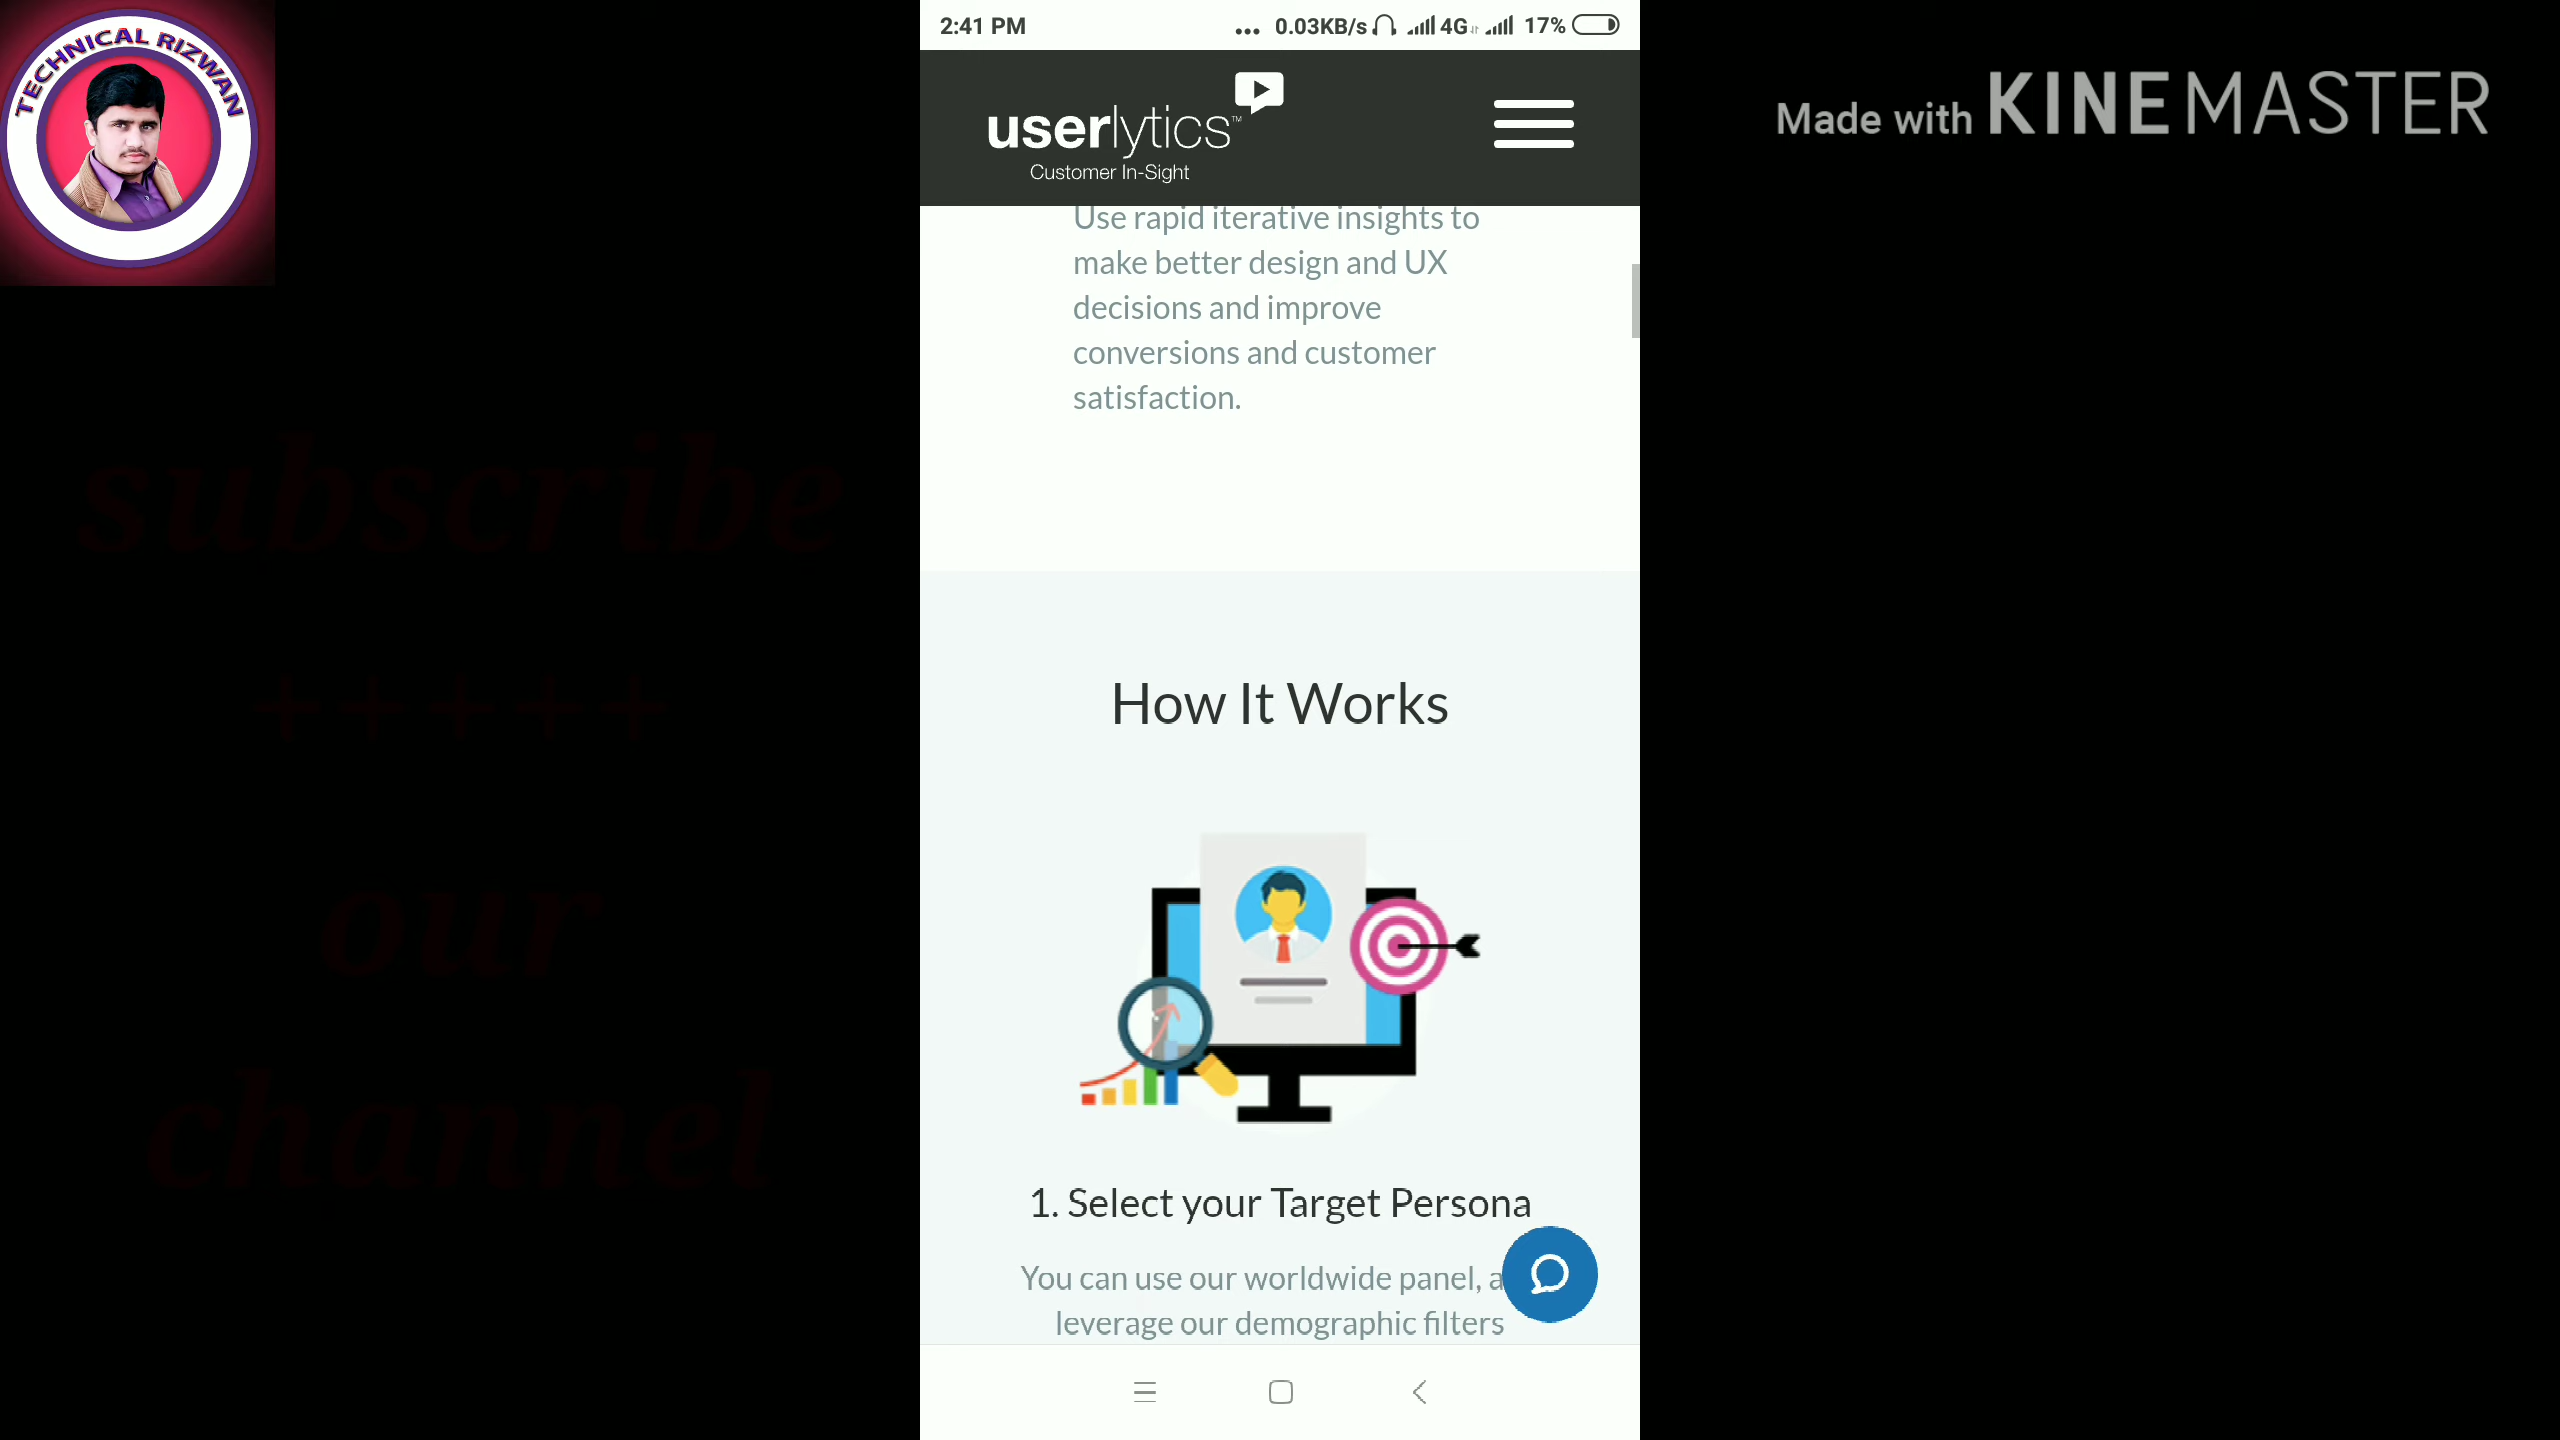 TECHNICAL RIZWAN
subscribe
+++++
our
channel
2:41 PM
... 0.03KB/s 4G 17%
userlytics™
Customer In-Sight
Use rapid iterative insights to
make better design and UX
decisions and improve
conversions and customer
satisfaction.
How It Works
1. Select your Target Persona
You can use our worldwide panel, a
leverage our demographic filters
Made with KINEMASTER